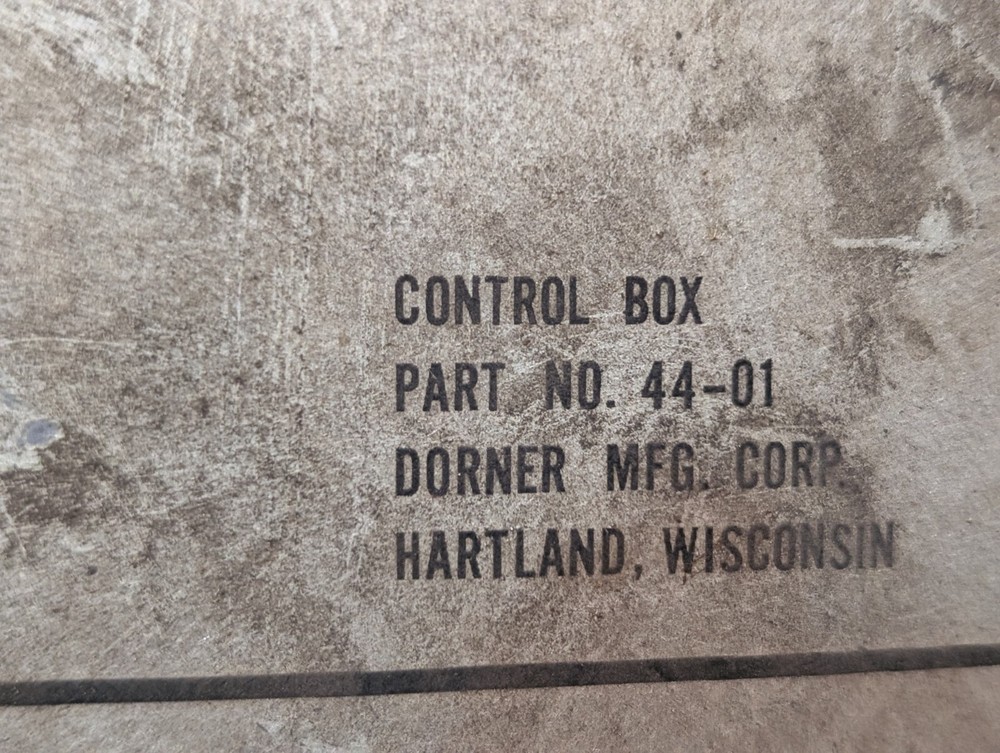 CONTROL BOX
PART NO. 44-01
DORNER MFG. CORP.
HARTLAND, WISCONSIN